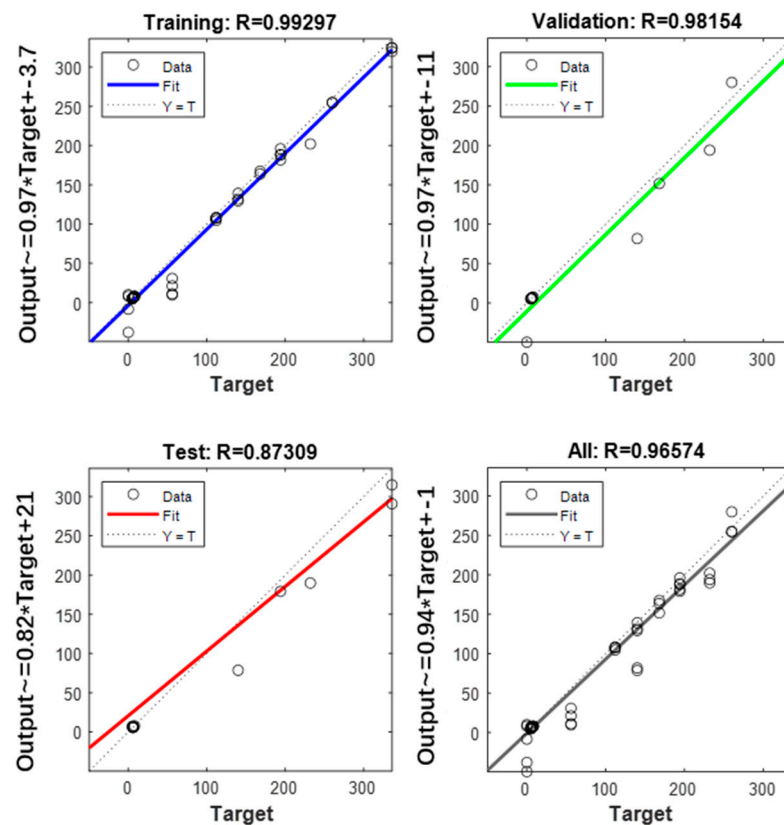 Training: R=0.99297
Output~=0.97*Target+-3.7
300
250
200
150
100
50
0
Data
Fit
Y = T
0 100 200 300
Target
Validation: R=0.98154
Output~=0.97*Target+-11
300
250
200
150
100
50
0
Data
Fit
Y = T
0 100 200 300
Target
Test: R=0.87309
Output~=0.82*Target+21
300
250
200
150
100
50
0
Data
Fit
Y = T
0 100 200 300
Target
All: R=0.96574
Output~=0.94*Target+-1
300
250
200
150
100
50
0
Data
Fit
Y = T
0 100 200 300
Target